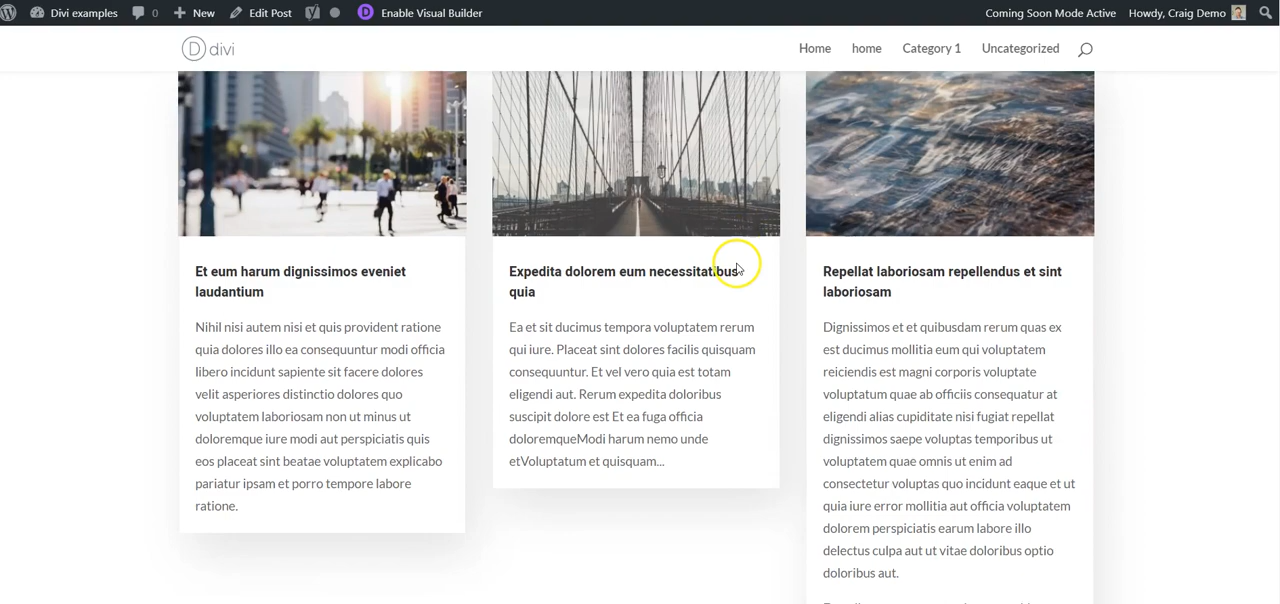 Divi examples 0 New Edit Post Enable Visual Builder Coming Soon Mode Active Howdy, Craig Demo
D divi Home home Category 1 Uncategorized
Et eum harum dignissimos eveniet
laudantium
Nihil nisi autem nisi et quis provident ratione
quia dolores illo ea consequuntur modi officia
libero incidunt sapiente sit facere dolores
velit asperiores distinctio dolores quo
voluptatem laboriosam non ut minus ut
doloremque iure modi aut perspiciatis quis
eos placeat sint beatae voluptatem explicabo
pariatur ipsam et porro tempore labore
ratione.
Expedita dolorem eum necessitatibus
quia
Ea et sit ducimus tempora voluptatem rerum
qui iure. Placeat sint dolores facilis quisquam
consequuntur. Et vel vero quia est totam
eligendi aut. Rerum expedita doloribus
suscipit dolore est Et ea fuga officia
doloremqueModi harum nemo unde
etVoluptatum et quisquam...
Repellat laboriosam repellendus et sint
laboriosam
Dignissimos et et quibusdam rerum quas ex
est ducimus mollitia eum qui voluptatem
reiciendis est magni corporis voluptate
voluptatum quae ab officiis consequatur at
eligendi alias cupiditate nisi fugiat repellat
dignissimos saepe voluptas temporibus ut
voluptatem quae omnis ut enim ad
consectetur voluptas quo incidunt eaque et ut
quia iure error mollitia aut officia voluptatem
dolorem perspiciatis earum labore illo
delectus culpa aut ut vitae doloribus optio
doloribus aut.